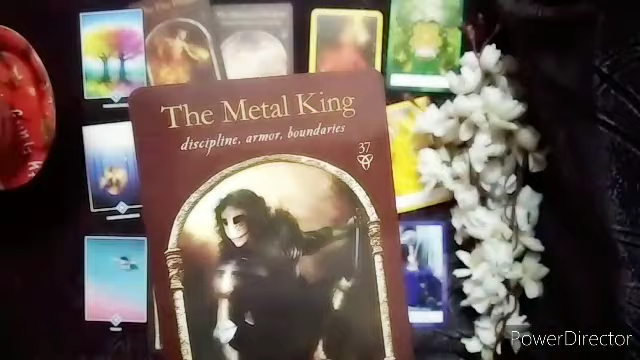 The Metal King
discipline, armor, boundaries
37
PowerDirector